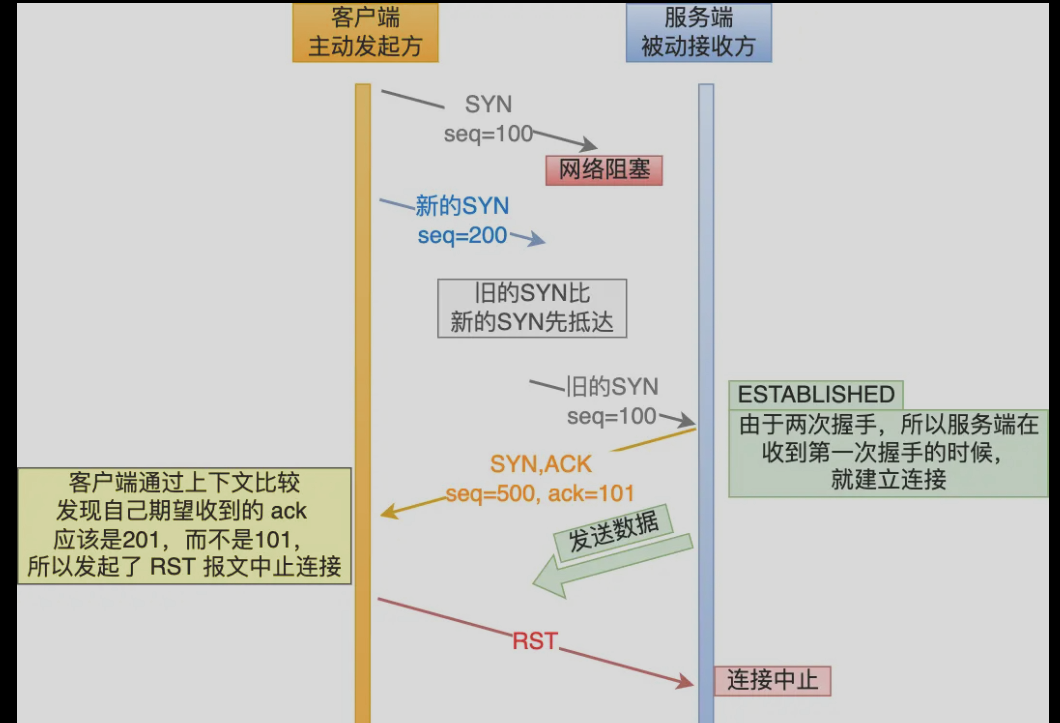 客户端
主动发起方
服务端
被动接收方
SYN
seq=100
网络阻塞
新的SYN
seq=200
旧的SYN比
新的SYN先抵达
旧的SYN
seq=100
ESTABLISHED
由于两次握手，所以服务端在
收到第一次握手的时候，
就建立连接
SYN,ACK
seq=500, ack=101
客户端通过上下文比较
发现自己期望收到的 ack
应该是201，而不是101，
所以发起了 RST 报文中止连接
发送数据
RST
连接中止